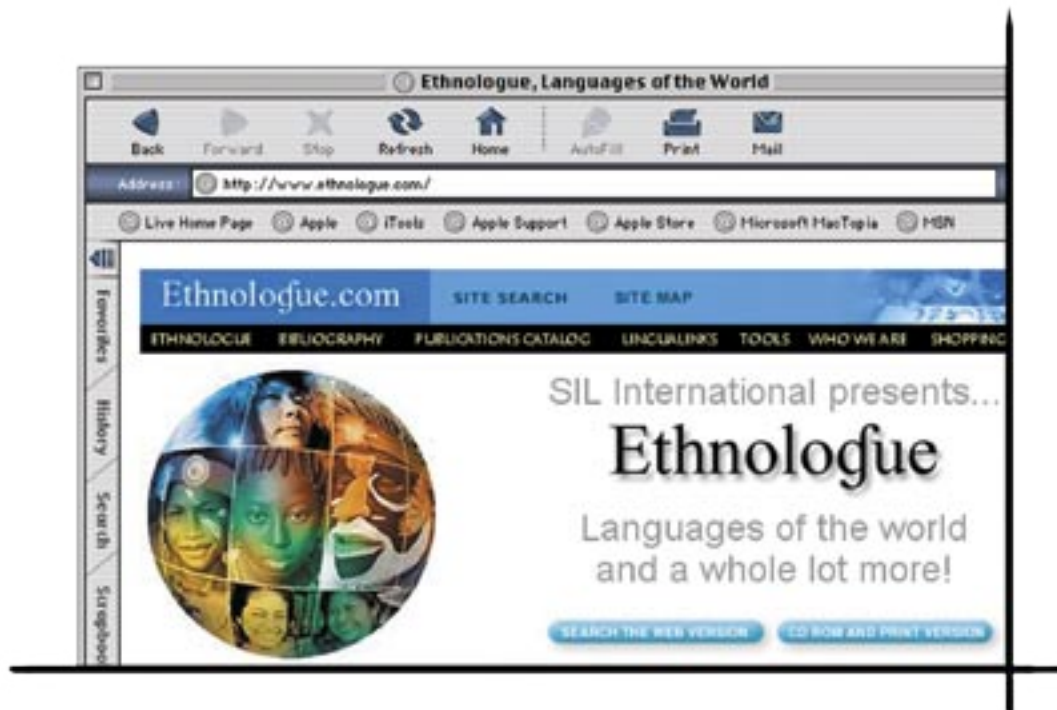 Ethnologue, Languages of the World
Back Forward Stop Refresh Home AutoFill Print Mail
Address: http://www.ethnologue.com/
Live Home Page Apple iTools Apple Support Apple Store Microsoft MacTopia MSN
Favorites
History
Search
Scrapboo
Ethnologue.com SITE SEARCH SITE MAP
ETHNOLOGUE BIBLIOGRAPHY PUBLICATIONS CATALOG LINGUALINKS TOOLS WHO WE ARE SHOPPING
SIL International presents...
Ethnologue
Languages of the world
and a whole lot more!
SEARCH THE WEB VERSION CD ROM AND PRINT VERSION